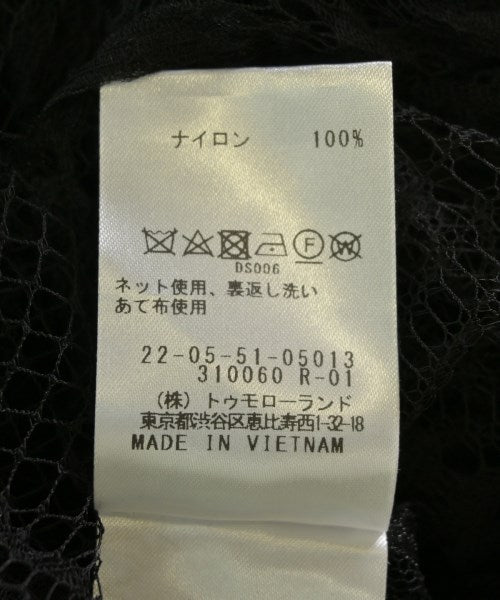 ナイロン 100%
F W
DS006
ネット使用、裏返し洗い
あて布使用
22-05-51-05013
310060 R-01
(株)トゥモローランド
東京都渋谷区恵比寿西1-32-18
MADE IN VIETNAM